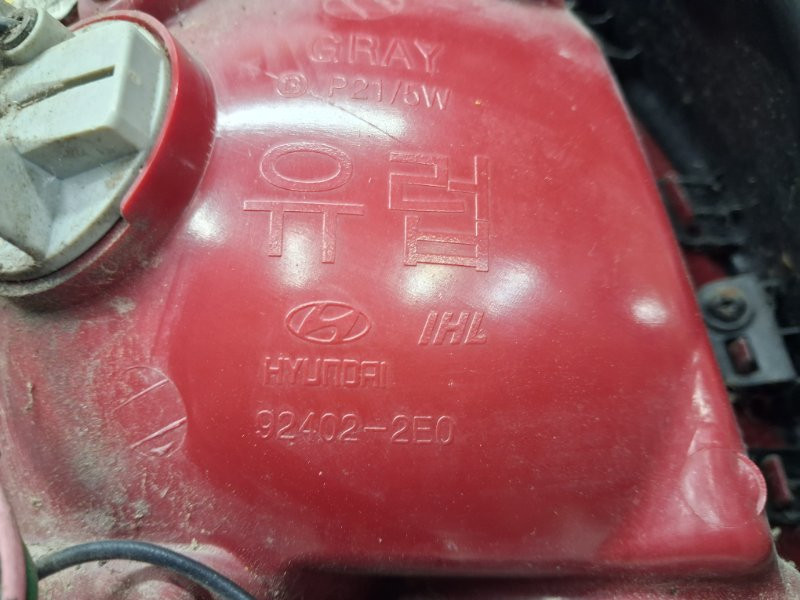 GRAY
P21/5W
유럽
IHL
HYUNDAI
92402-2E0